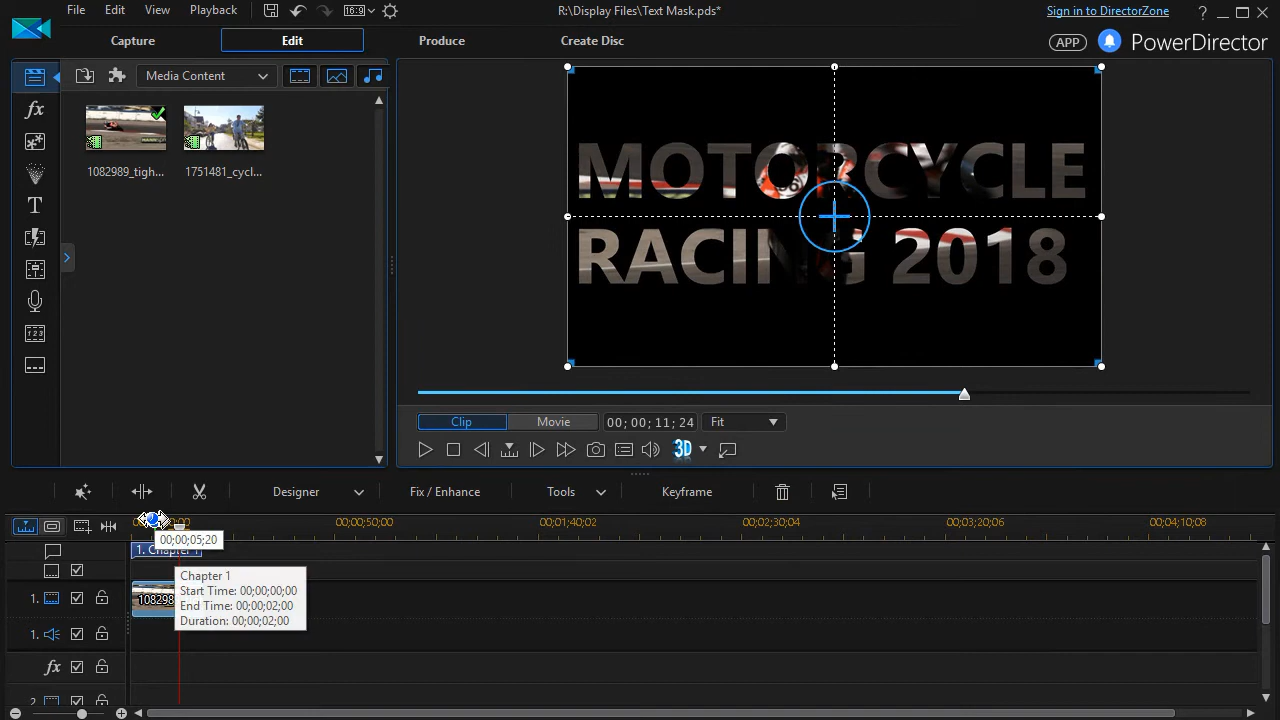 File Edit View Playback 16:9 R:\Display Files\Text Mask.pds* Sign in to DirectorZone ?
Capture Edit Produce Create Disc APP PowerDirector
Media Content
fx
1082989_tigh... 1751481_cycl...
T
MOTORCYCLE
RACING 2018
Clip Movie 00; 00; 11; 24 Fit
3D
Designer Fix / Enhance Tools Keyframe
00;00;50;00 00;01;40;02 00;02;30;04 00;03;20;06 00;04;10;08
00;00;05;20
1. Chapter 1
Chapter 1
Start Time: 00;00;00;00
End Time: 00;00;02;00
Duration: 00;00;02;00
1. 108298
1.
fx
2